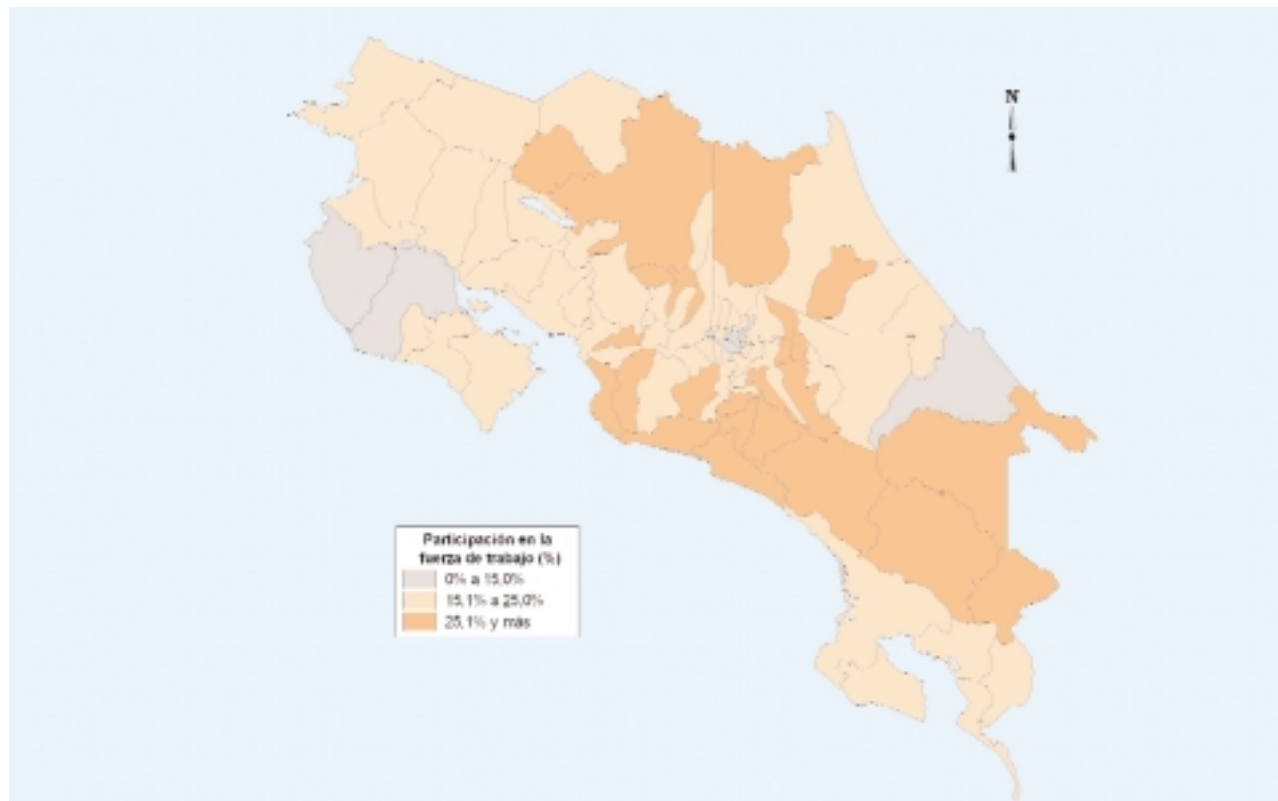 N
Participación en la
fuerza de trabajo (%)
0% a 15,0%
15,1% a 25,0%
25,1% y más